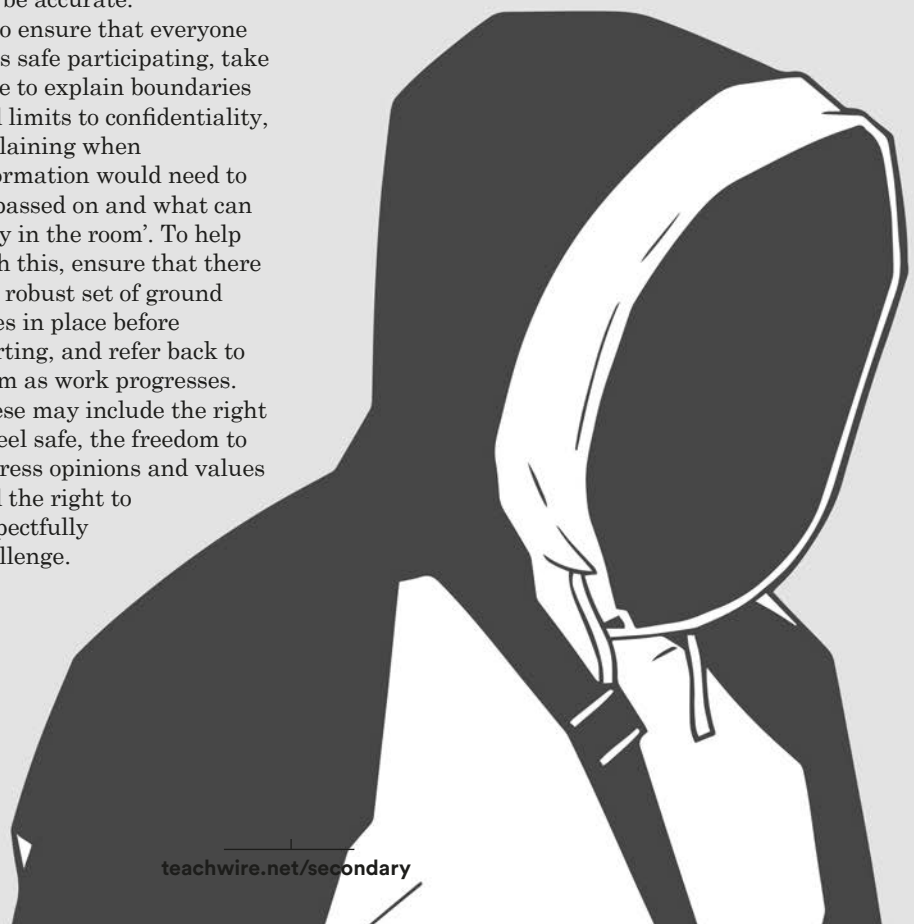 be accurate.
o ensure that everyone
s safe participating, take
e to explain boundaries
l limits to confidentiality,
laining when
ormation would need to
passed on and what can
y in the room’. To help
h this, ensure that there
robust set of ground
es in place before
rting, and refer back to
m as work progresses.
ese may include the right
eel safe, the freedom to
ress opinions and values
l the right to
pectfully
llenge.
teachwire.net/secondary